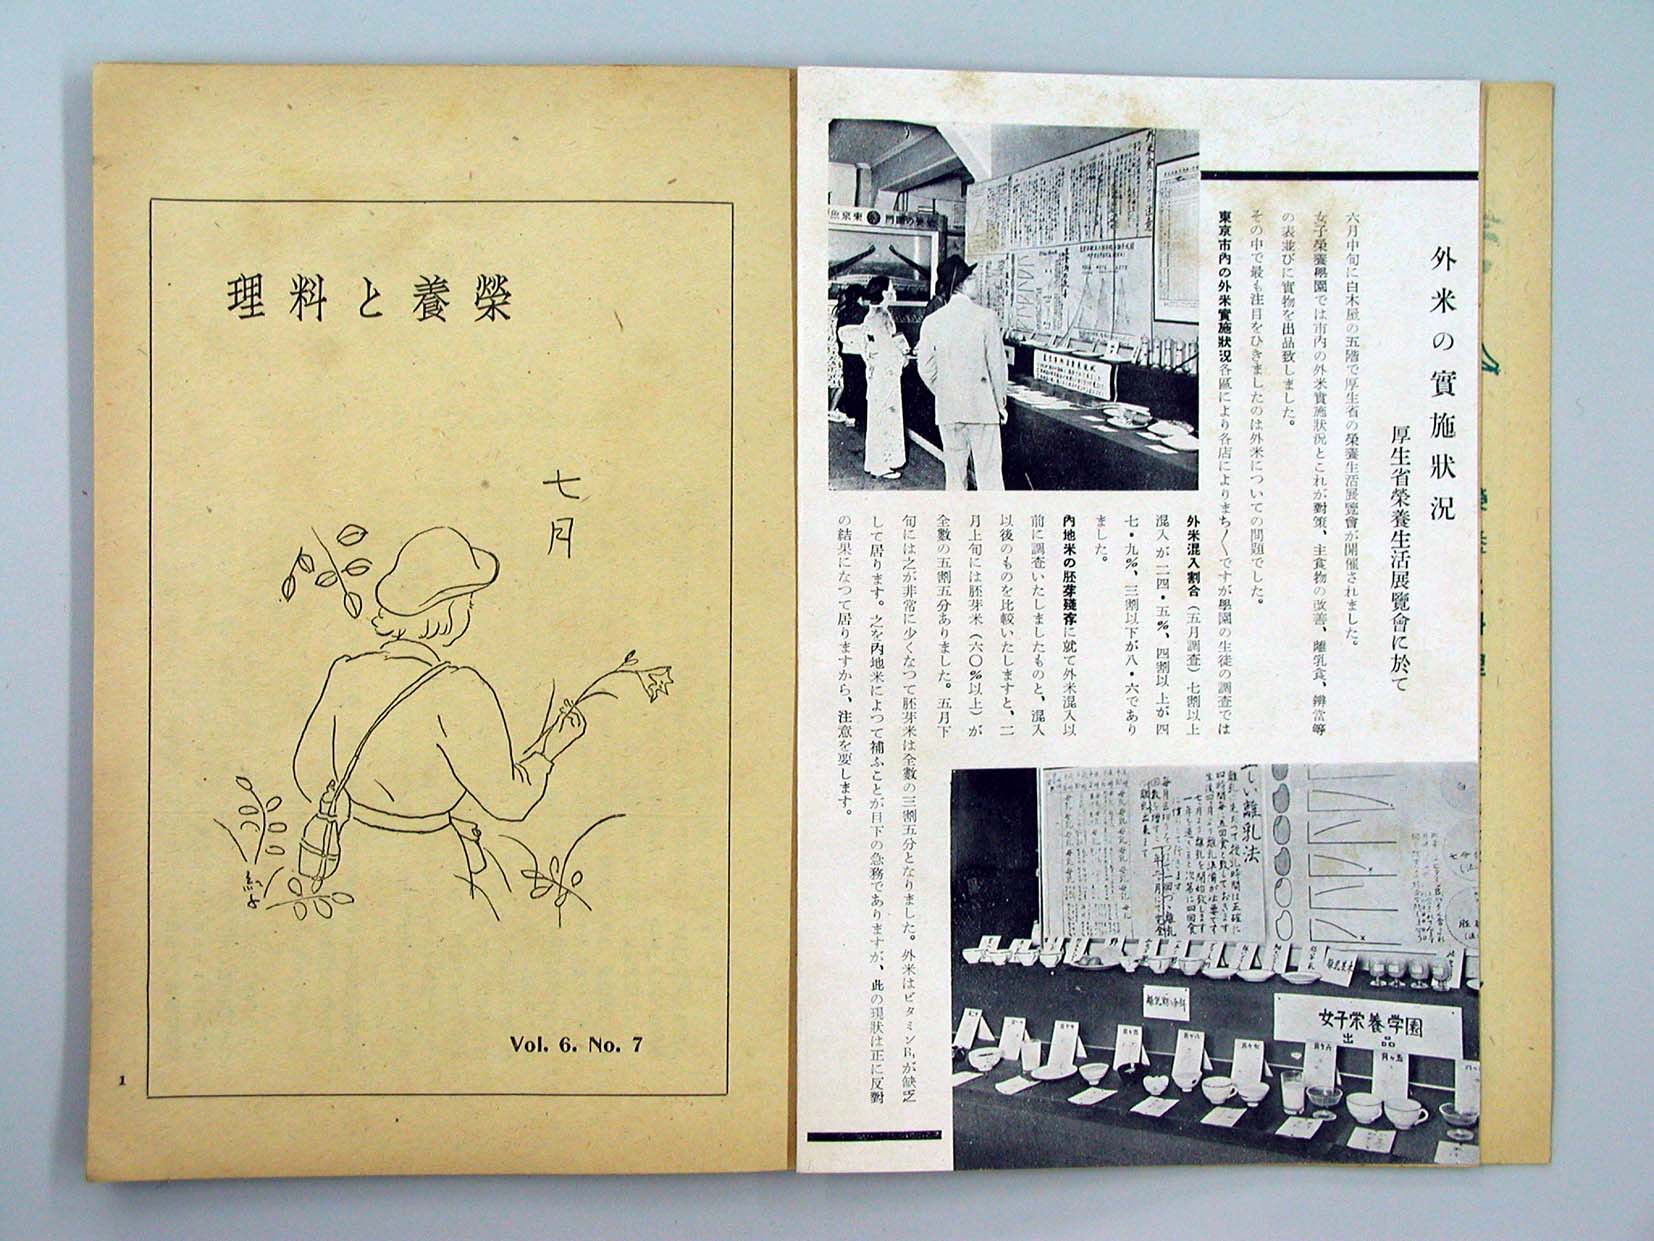 理料と養榮
七月
紅子
Vol. 6. No. 7
1
外米の實施狀況
厚生省榮養生活展覽會に於て
六月中旬に白木屋の五階で厚生省の榮養生活展覽會が開催されました。
女子榮養學園では市内の外米實施狀況とこれが對策、主食物の改善、離乳食、辨當等
の表並びに實物を出品致しました。
その中で最も注目をひきましたのは外米についての問題でした。
東京市内の外米實施狀況各區により各店によりまち〱ですが學園の生徒の調査では
外米混入割合（五月調査）七割以上
混入が二四・五％、四割以上が四
七・九％、三割以下が八・六であり
ました。
內地米の胚芽殘存に就て外米混入以
前に調査いたしましたものと、混入
以後のものを比較いたしますと、二
月上旬には胚芽米（六〇％以上）が
全數の五割五分ありました。五月下
旬には之が非常に少くなつて胚芽米は全數の三割五分となりました。外米はビタミンB₁が缺乏
して居ります。之を內地米によつて補ふことが目下の急務でありますが、此の現狀は正に反對
の結果になつて居りますから、注意を要します。
東京魚
正しい離乳法
女子栄養学園
出品